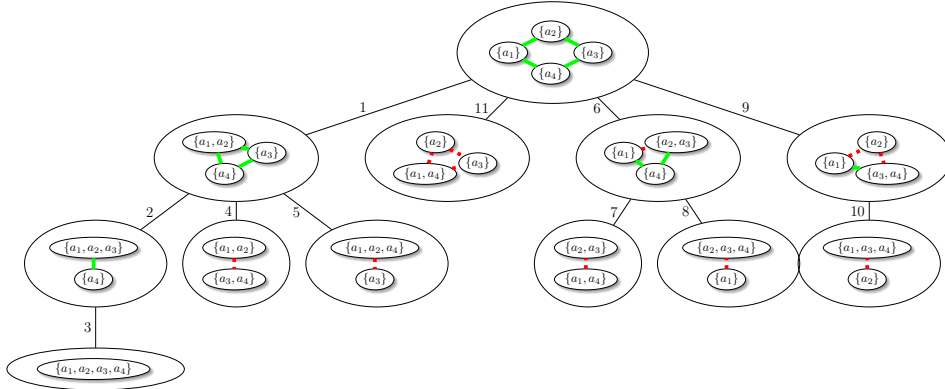 {a₂}
{a₁} {a₃}
{a₄}
1 11 6 9
{a₁, a₂} {a₃} {a₄}
{a₂} {a₃} {a₁, a₄}
{a₁} {a₂, a₃} {a₄}
{a₂} {a₁} {a₃, a₄}
2 4 5 7 8 10
{a₁, a₂, a₃} {a₁, a₂} {a₁, a₂, a₄} {a₂, a₃} {a₂, a₃, a₄} {a₁, a₃, a₄}
{a₄} {a₃, a₄} {a₃} {a₁, a₄} {a₁} {a₂}
3
{a₁, a₂, a₃, a₄}